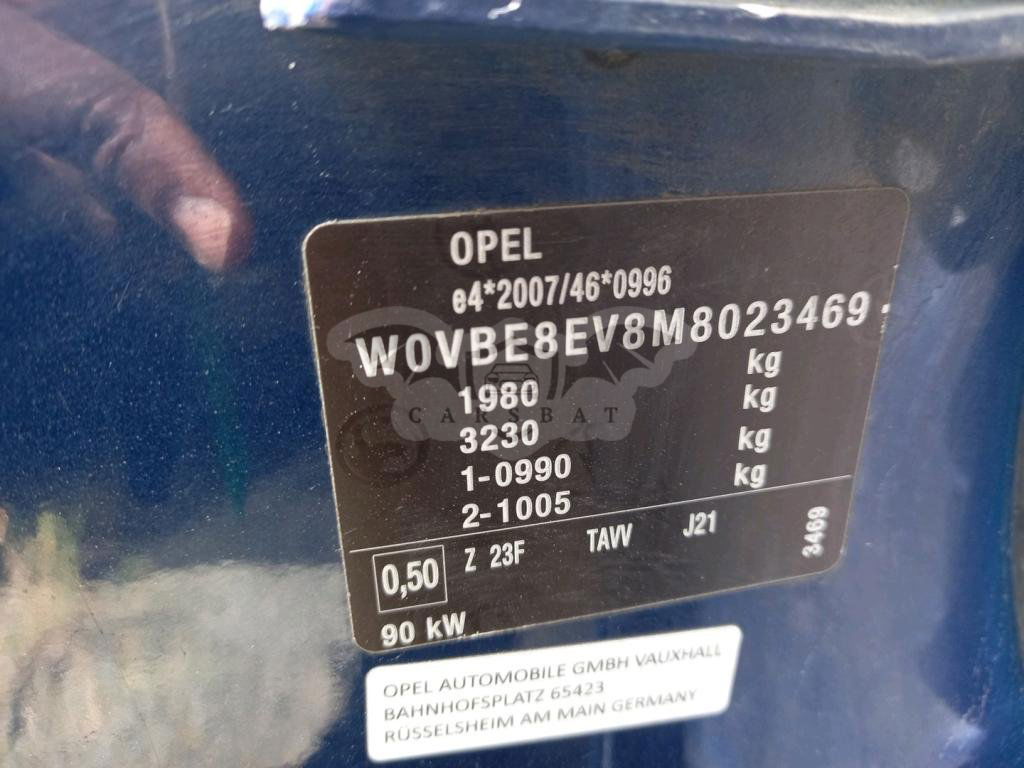 OPEL
e4*2007/46*0996
W0VBE8EV8M8023469 -
1980 kg
3230 kg
1-0990 kg
2-1005 kg
CARSBAT
0,50 Z 23F TAVV J21 3469
90 kW
OPEL AUTOMOBILE GMBH VAUXHALL
BAHNHOFSPLATZ 65423
RÜSSELSHEIM AM MAIN GERMANY